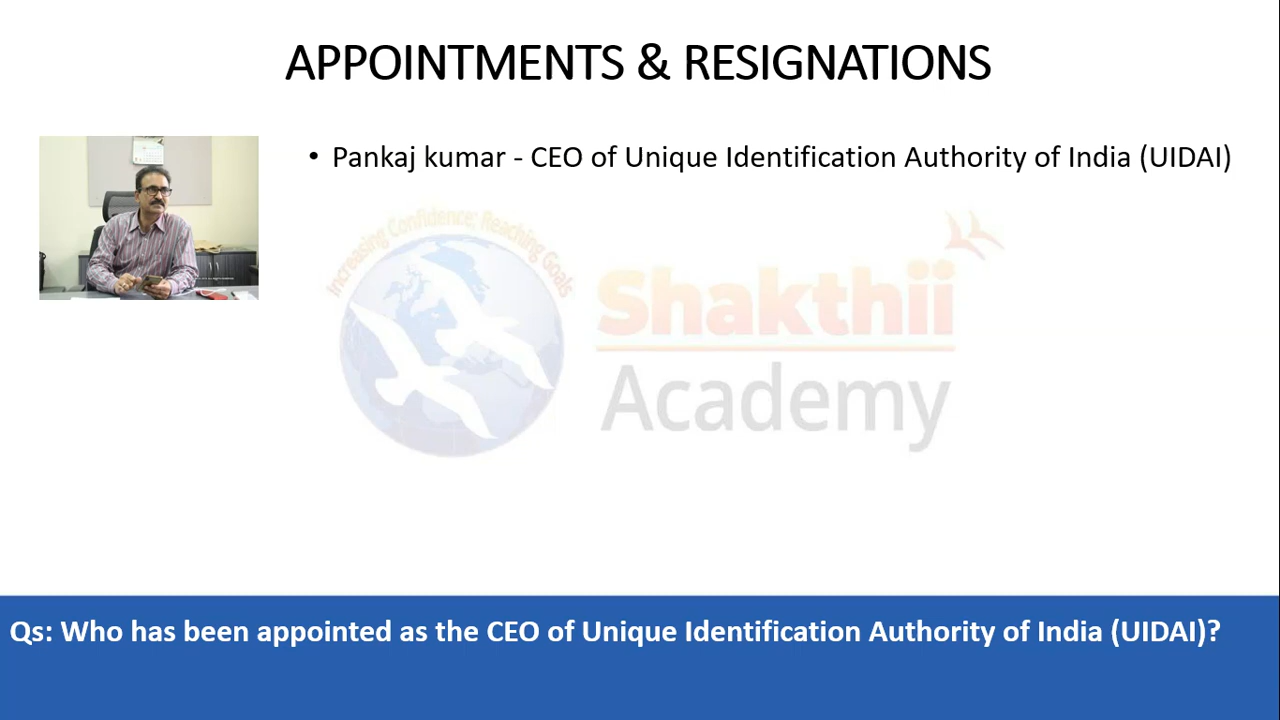 APPOINTMENTS & RESIGNATIONS
• Pankaj kumar - CEO of Unique Identification Authority of India (UIDAI)
Increasing Confidence; Reaching Goals
Shakthii
Academy
Qs: Who has been appointed as the CEO of Unique Identification Authority of India (UIDAI)?